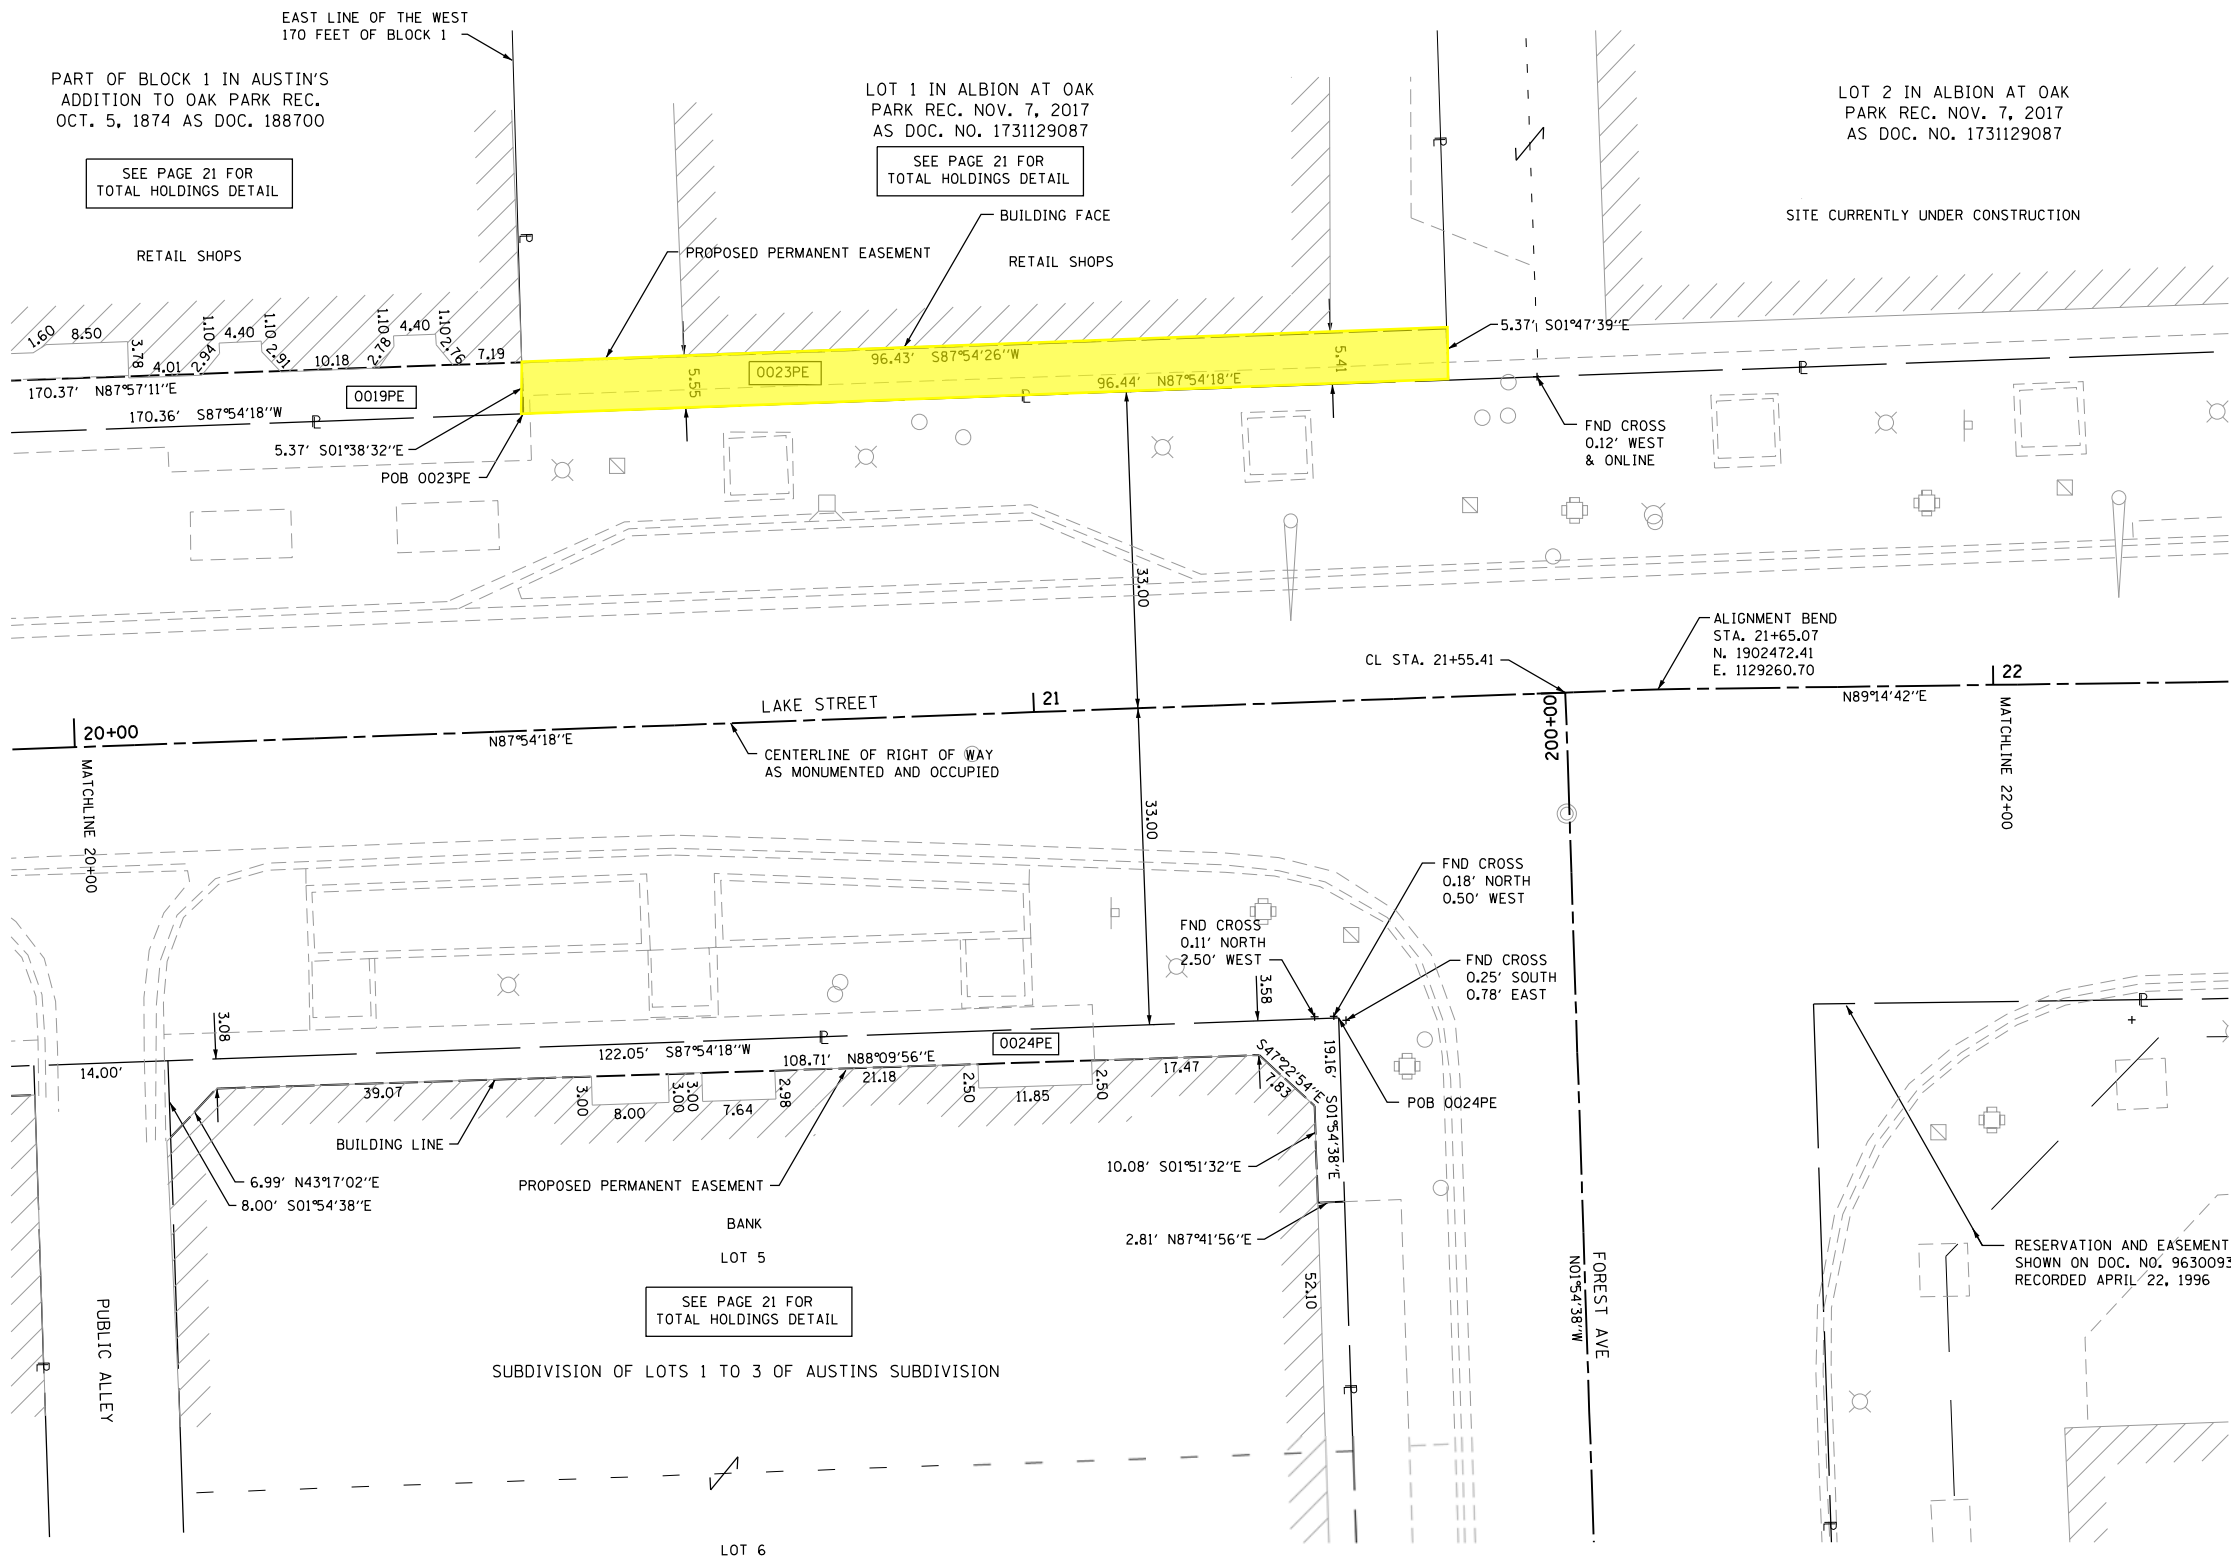 EAST LINE OF THE WEST
170 FEET OF BLOCK 1
PART OF BLOCK 1 IN AUSTIN'S
ADDITION TO OAK PARK REC.
OCT. 5, 1874 AS DOC. 188700
SEE PAGE 21 FOR
TOTAL HOLDINGS DETAIL
RETAIL SHOPS
LOT 1 IN ALBION AT OAK
PARK REC. NOV. 7, 2017
AS DOC. NO. 1731129087
SEE PAGE 21 FOR
TOTAL HOLDINGS DETAIL
BUILDING FACE
PROPOSED PERMANENT EASEMENT
RETAIL SHOPS
LOT 2 IN ALBION AT OAK
PARK REC. NOV. 7, 2017
AS DOC. NO. 1731129087
SITE CURRENTLY UNDER CONSTRUCTION
1.60
8.50
3.78
4.01
2.94
1.10
4.40
1.10
2.91
10.18
2.78
1.10
4.40
1.10
2.76
7.19
170.37' N87°57'11"E
0019PE
170.36' S87°54'18"W
5.37' S01°38'32"E
POB 0023PE
5.55
0023PE
96.43' S87°54'26"W
96.44' N87°54'18"E
5.41
5.37' S01°47'39"E
FND CROSS
0.12' WEST
& ONLINE
33.00
ALIGNMENT BEND
STA. 21+65.07
N. 1902472.41
E. 1129260.70
CL STA. 21+55.41
20+00
LAKE STREET
21
22
N87°54'18"E
N89°14'42"E
CENTERLINE OF RIGHT OF WAY
AS MONUMENTED AND OCCUPIED
MATCHLINE 20+00
200+00
MATCHLINE 22+00
33.00
FND CROSS
0.18' NORTH
0.50' WEST
FND CROSS
0.11' NORTH
2.50' WEST
FND CROSS
0.25' SOUTH
0.78' EAST
3.58
3.08
14.00'
122.05' S87°54'18"W
0024PE
108.71' N88°09'56"E
39.07
3.00
8.00
3.00
3.00
7.64
2.98
21.18
2.50
11.85
2.50
17.47
S47°22'54"E
7.83
19.16' S01°54'38"E
POB 0024PE
BUILDING LINE
10.08' S01°51'32"E
6.99' N43°17'02"E
8.00' S01°54'38"E
PROPOSED PERMANENT EASEMENT
2.81' N87°41'56"E
BANK
LOT 5
52.10
SEE PAGE 21 FOR
TOTAL HOLDINGS DETAIL
SUBDIVISION OF LOTS 1 TO 3 OF AUSTINS SUBDIVISION
PUBLIC ALLEY
FOREST AVE
N01°54'38"W
RESERVATION AND EASEMENT
SHOWN ON DOC. NO. 9630093
RECORDED APRIL 22, 1996
LOT 6